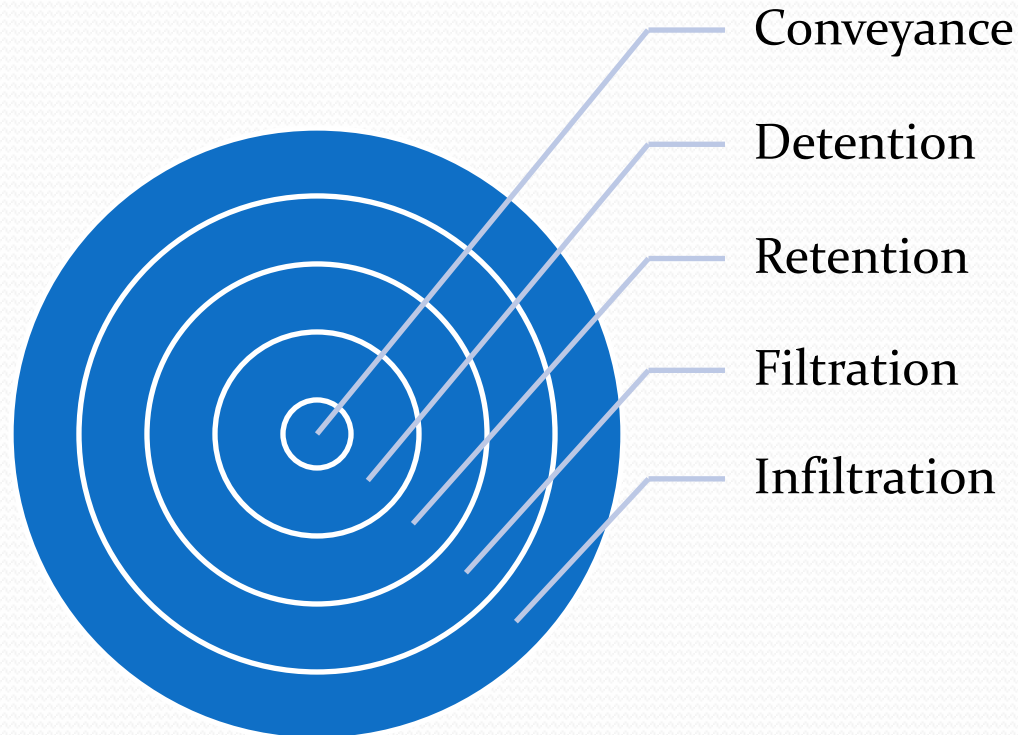 Conveyance
Detention
Retention
Filtration
Infiltration